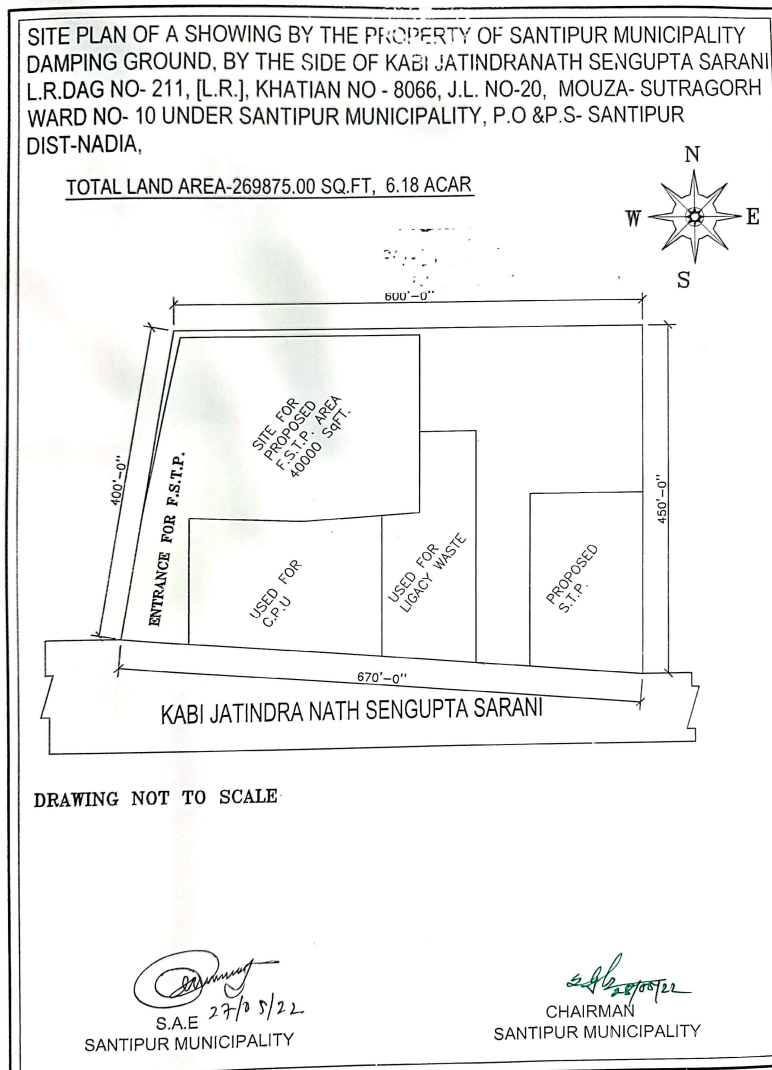 SITE PLAN OF A SHOWING BY THE PROPERTY OF SANTIPUR MUNICIPALITY
DAMPING GROUND, BY THE SIDE OF KABI JATINDRANATH SENGUPTA SARANI
L.R.DAG NO- 211, [L.R.], KHATIAN NO - 8066, J.L. NO-20, MOUZA- SUTRAGORH
WARD NO- 10 UNDER SANTIPUR MUNICIPALITY, P.O &P.S- SANTIPUR
DIST-NADIA,
TOTAL LAND AREA-269875.00 SQ.FT, 6.18 ACAR
N
W
E
S
600'-0"
SITE FOR
PROPOSED
F.S.T.P. AREA
40000 SqFT.
400'-0"
ENTRANCE FOR F.S.T.P.
450'-0"
USED FOR
C.P.U
USED FOR
LIGACY WASTE
PROPOSED
S.T.P.
670'-0"
KABI JATINDRA NATH SENGUPTA SARANI
DRAWING NOT TO SCALE
27/05/22
S.A.E
SANTIPUR MUNICIPALITY
CHAIRMAN
SANTIPUR MUNICIPALITY